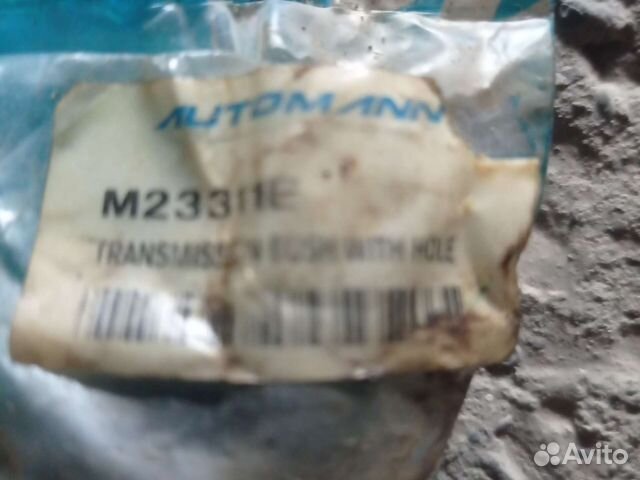 AUTOMANN
TRANSMISSION BUSH WITH HOLE
Avito